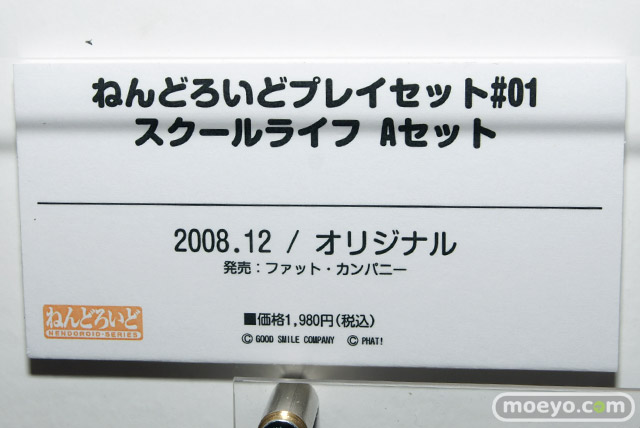 ねんどろいどプレイセット#01
スクールライフ Aセット
2008.12 / オリジナル
発売：ファット・カンパニー
■価格1,980円(税込)
ⒸGOOD SMILE COMPANY ⒸPHAT!
ねんどろいど
NENDOROID・SERIES
moeyo.com